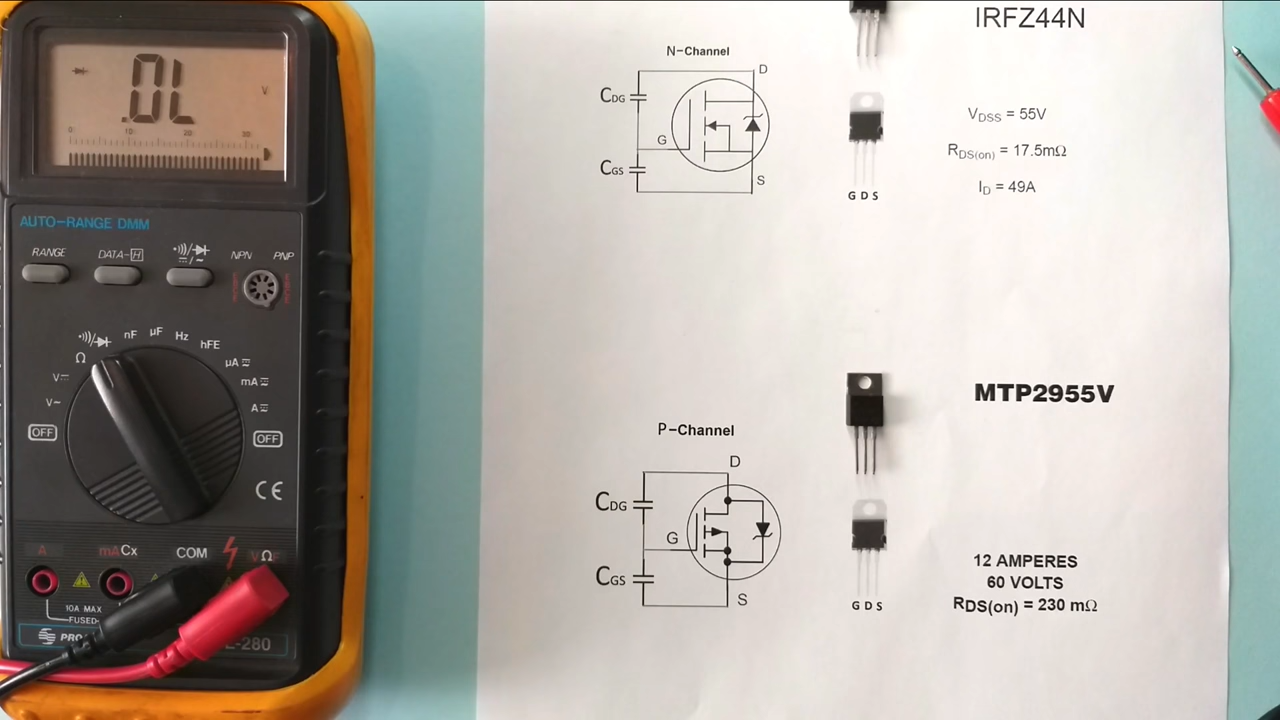 .0L
V
0 10 20 30
AUTO-RANGE DMM
RANGE DATA-H NPN PNP
nF µF Hz hFE
Ω
V
V~
µA
mA
A
OFF
OFF
CE
A mACx COM VΩF
10A MAX
FUSED
PRO
-280
N-Channel
D
CDG
G
CGS
S
G D S
IRFZ44N
VDSS = 55V
RDS(on) = 17.5mΩ
ID = 49A
P-Channel
D
CDG
G
CGS
S
G D S
MTP2955V
12 AMPERES
60 VOLTS
RDS(on) = 230 mΩ